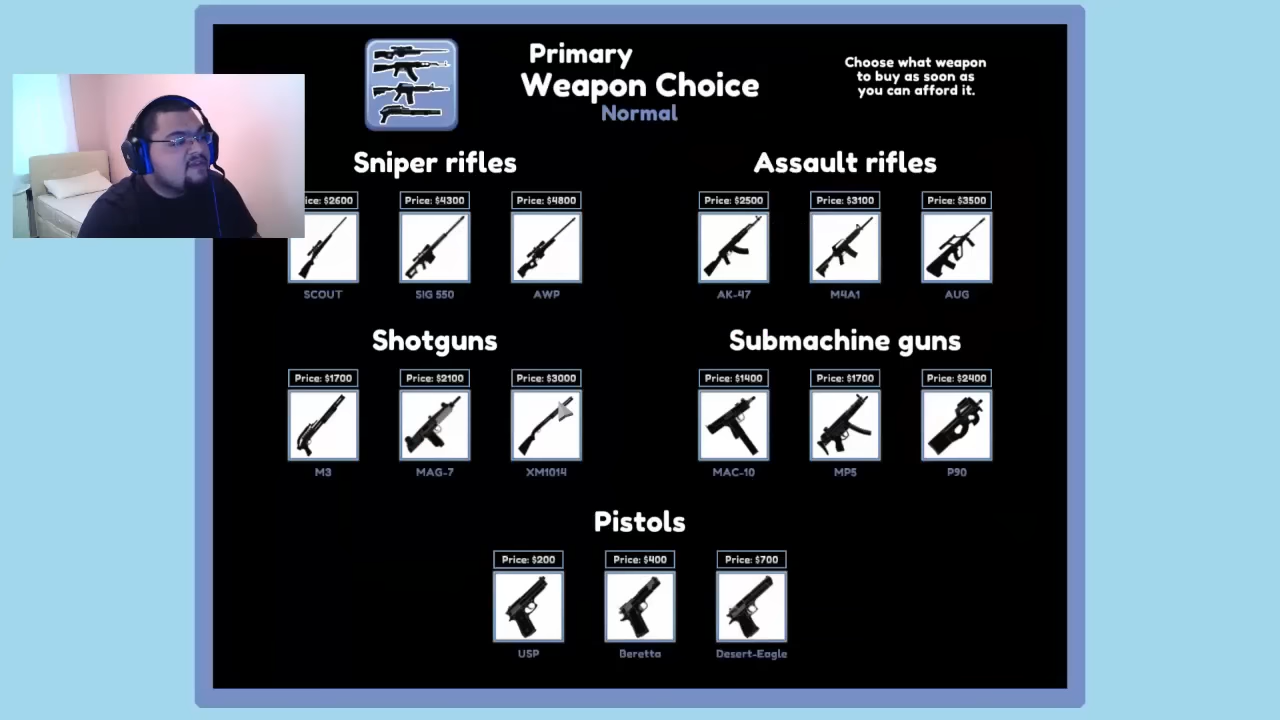 Primary
Weapon Choice
Normal
Choose what weapon
to buy as soon as
you can afford it.
Sniper rifles
Assault rifles
$2600
Price: $4300
Price: $4800
Price: $2500
Price: $3100
Price: $3500
SCOUT
SIG 550
AWP
AK-47
M4A1
AUG
Shotguns
Submachine guns
Price: $1700
Price: $2100
Price: $3000
Price: $1400
Price: $1700
Price: $2400
M3
MAG-7
XM1014
MAC-10
MP5
P90
Pistols
Price: $200
Price: $400
Price: $700
USP
Beretta
Desert-Eagle